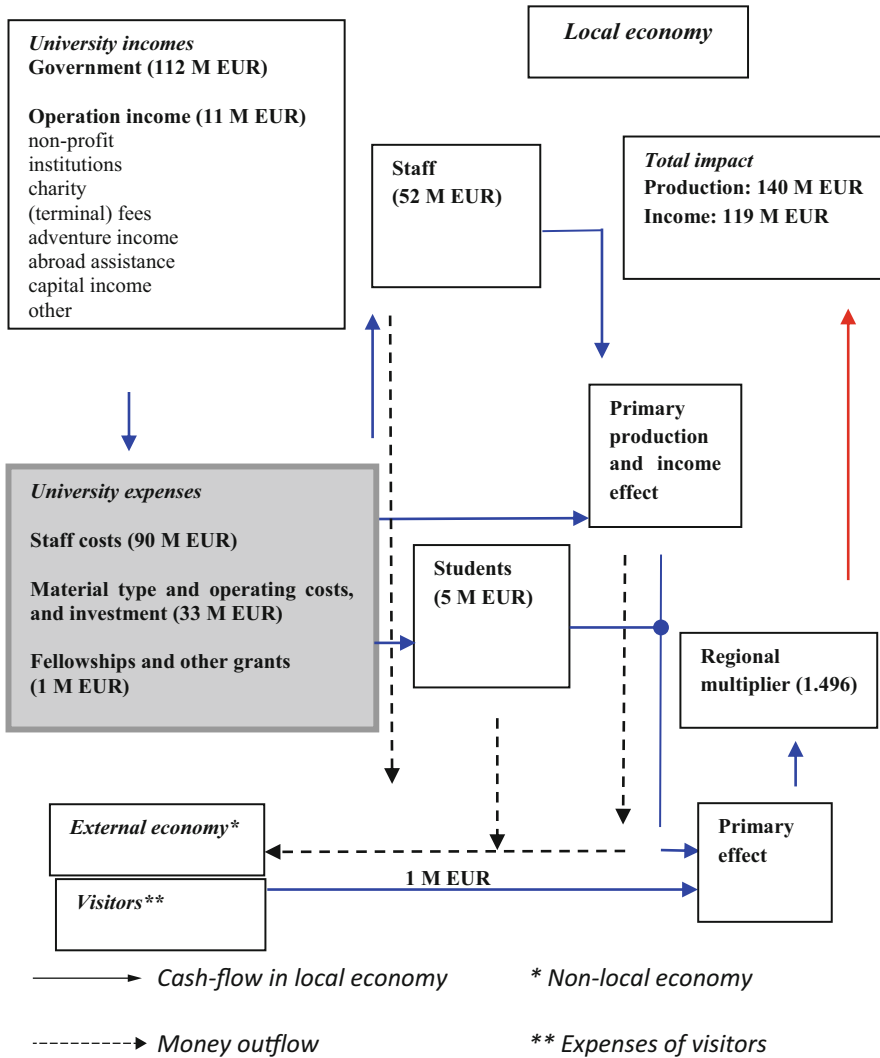 University incomes
Government (112 M EUR)
Operation income (11 M EUR)
non-profit
institutions
charity
(terminal) fees
adventure income
abroad assistance
capital income
other
Local economy
Staff
(52 M EUR)
Total impact
Production: 140 M EUR
Income: 119 M EUR
Primary
production
and income
effect
University expenses
Staff costs (90 M EUR)
Material type and operating costs,
and investment (33 M EUR)
Fellowships and other grants
(1 M EUR)
Students
(5 M EUR)
Regional
multiplier (1.496)
External economy*
Visitors**
1 M EUR
Primary
effect
Cash-flow in local economy
* Non-local economy
Money outflow
** Expenses of visitors